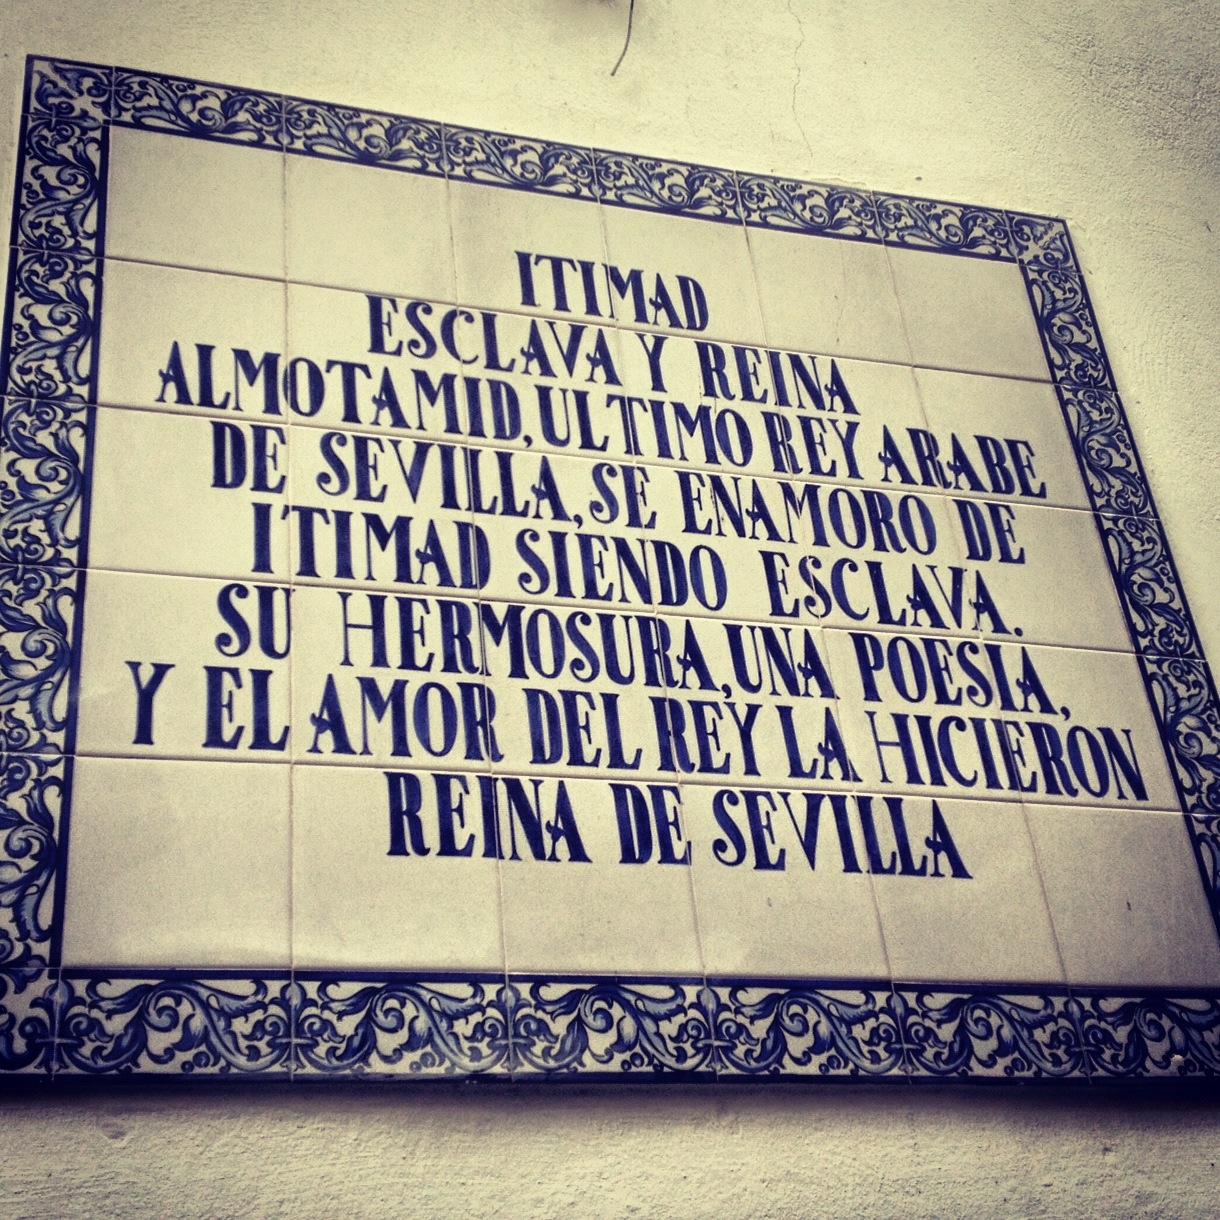 ITIMAD
ESCLAVA Y REINA
ALMOTAMID, ULTIMO REY ARABE
DE SEVILLA, SE ENAMORO DE
ITIMAD SIENDO ESCLAVA.
SU HERMOSURA, UNA POESIA,
Y EL AMOR DEL REY LA HICIERON
REINA DE SEVILLA